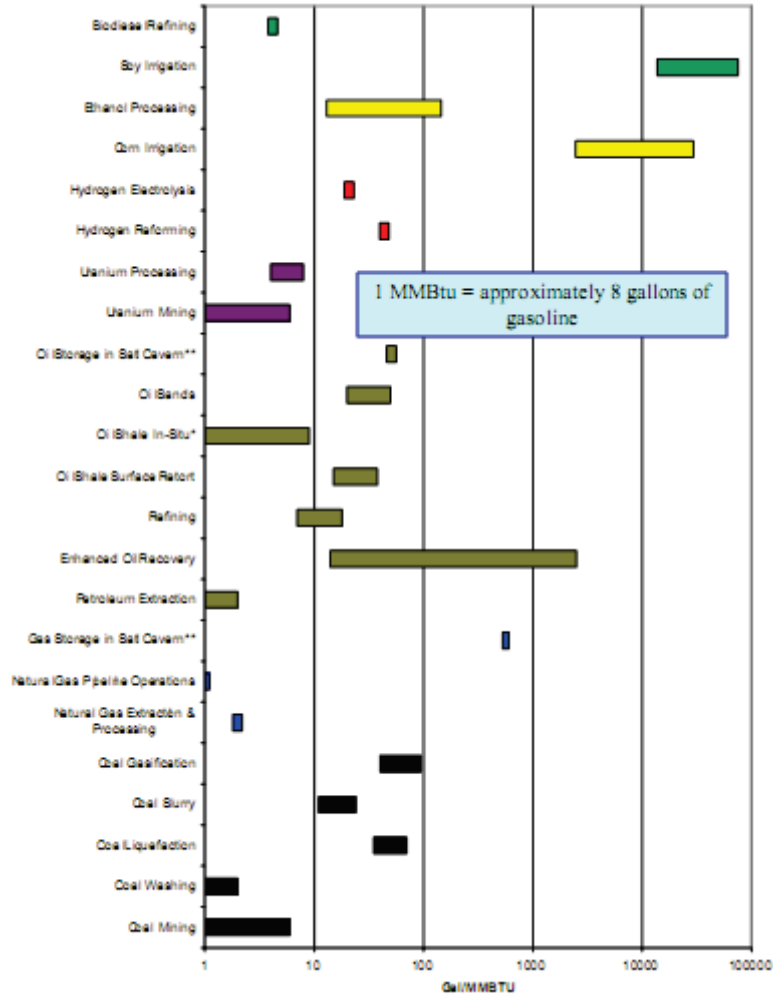 Biodiesel Refining
Soy Irrigation
Ethanol Processing
Corn Irrigation
Hydrogen Electrolysis
Hydrogen Reforming
Uranium Processing
1 MMBtu = approximately 8 gallons of
gasoline
Uranium Mining
Oil Storage in Salt Cavern**
Oil Sands
Oil Shale In-Situ*
Oil Shale Surface Retort
Refining
Enhanced Oil Recovery
Petroleum Extraction
Gas Storage in Salt Cavern**
Natural Gas Pipeline Operations
Natural Gas Extraction &
Processing
Coal Gasification
Coal Slurry
Coal Liquefaction
Coal Washing
Coal Mining
1 10 100 1000 10000 100000
Gal/MMBTU